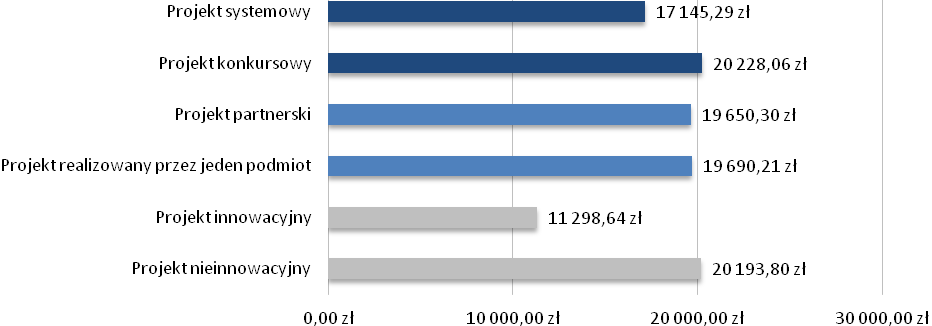 Projekt systemowy 17 145,29 zł
Projekt konkursowy 20 228,06 zł
Projekt partnerski 19 650,30 zł
Projekt realizowany przez jeden podmiot 19 690,21 zł
Projekt innowacyjny 11 298,64 zł
Projekt nieinnowacyjny 20 193,80 zł
0,00 zł 10 000,00 zł 20 000,00 zł 30 000,00 zł